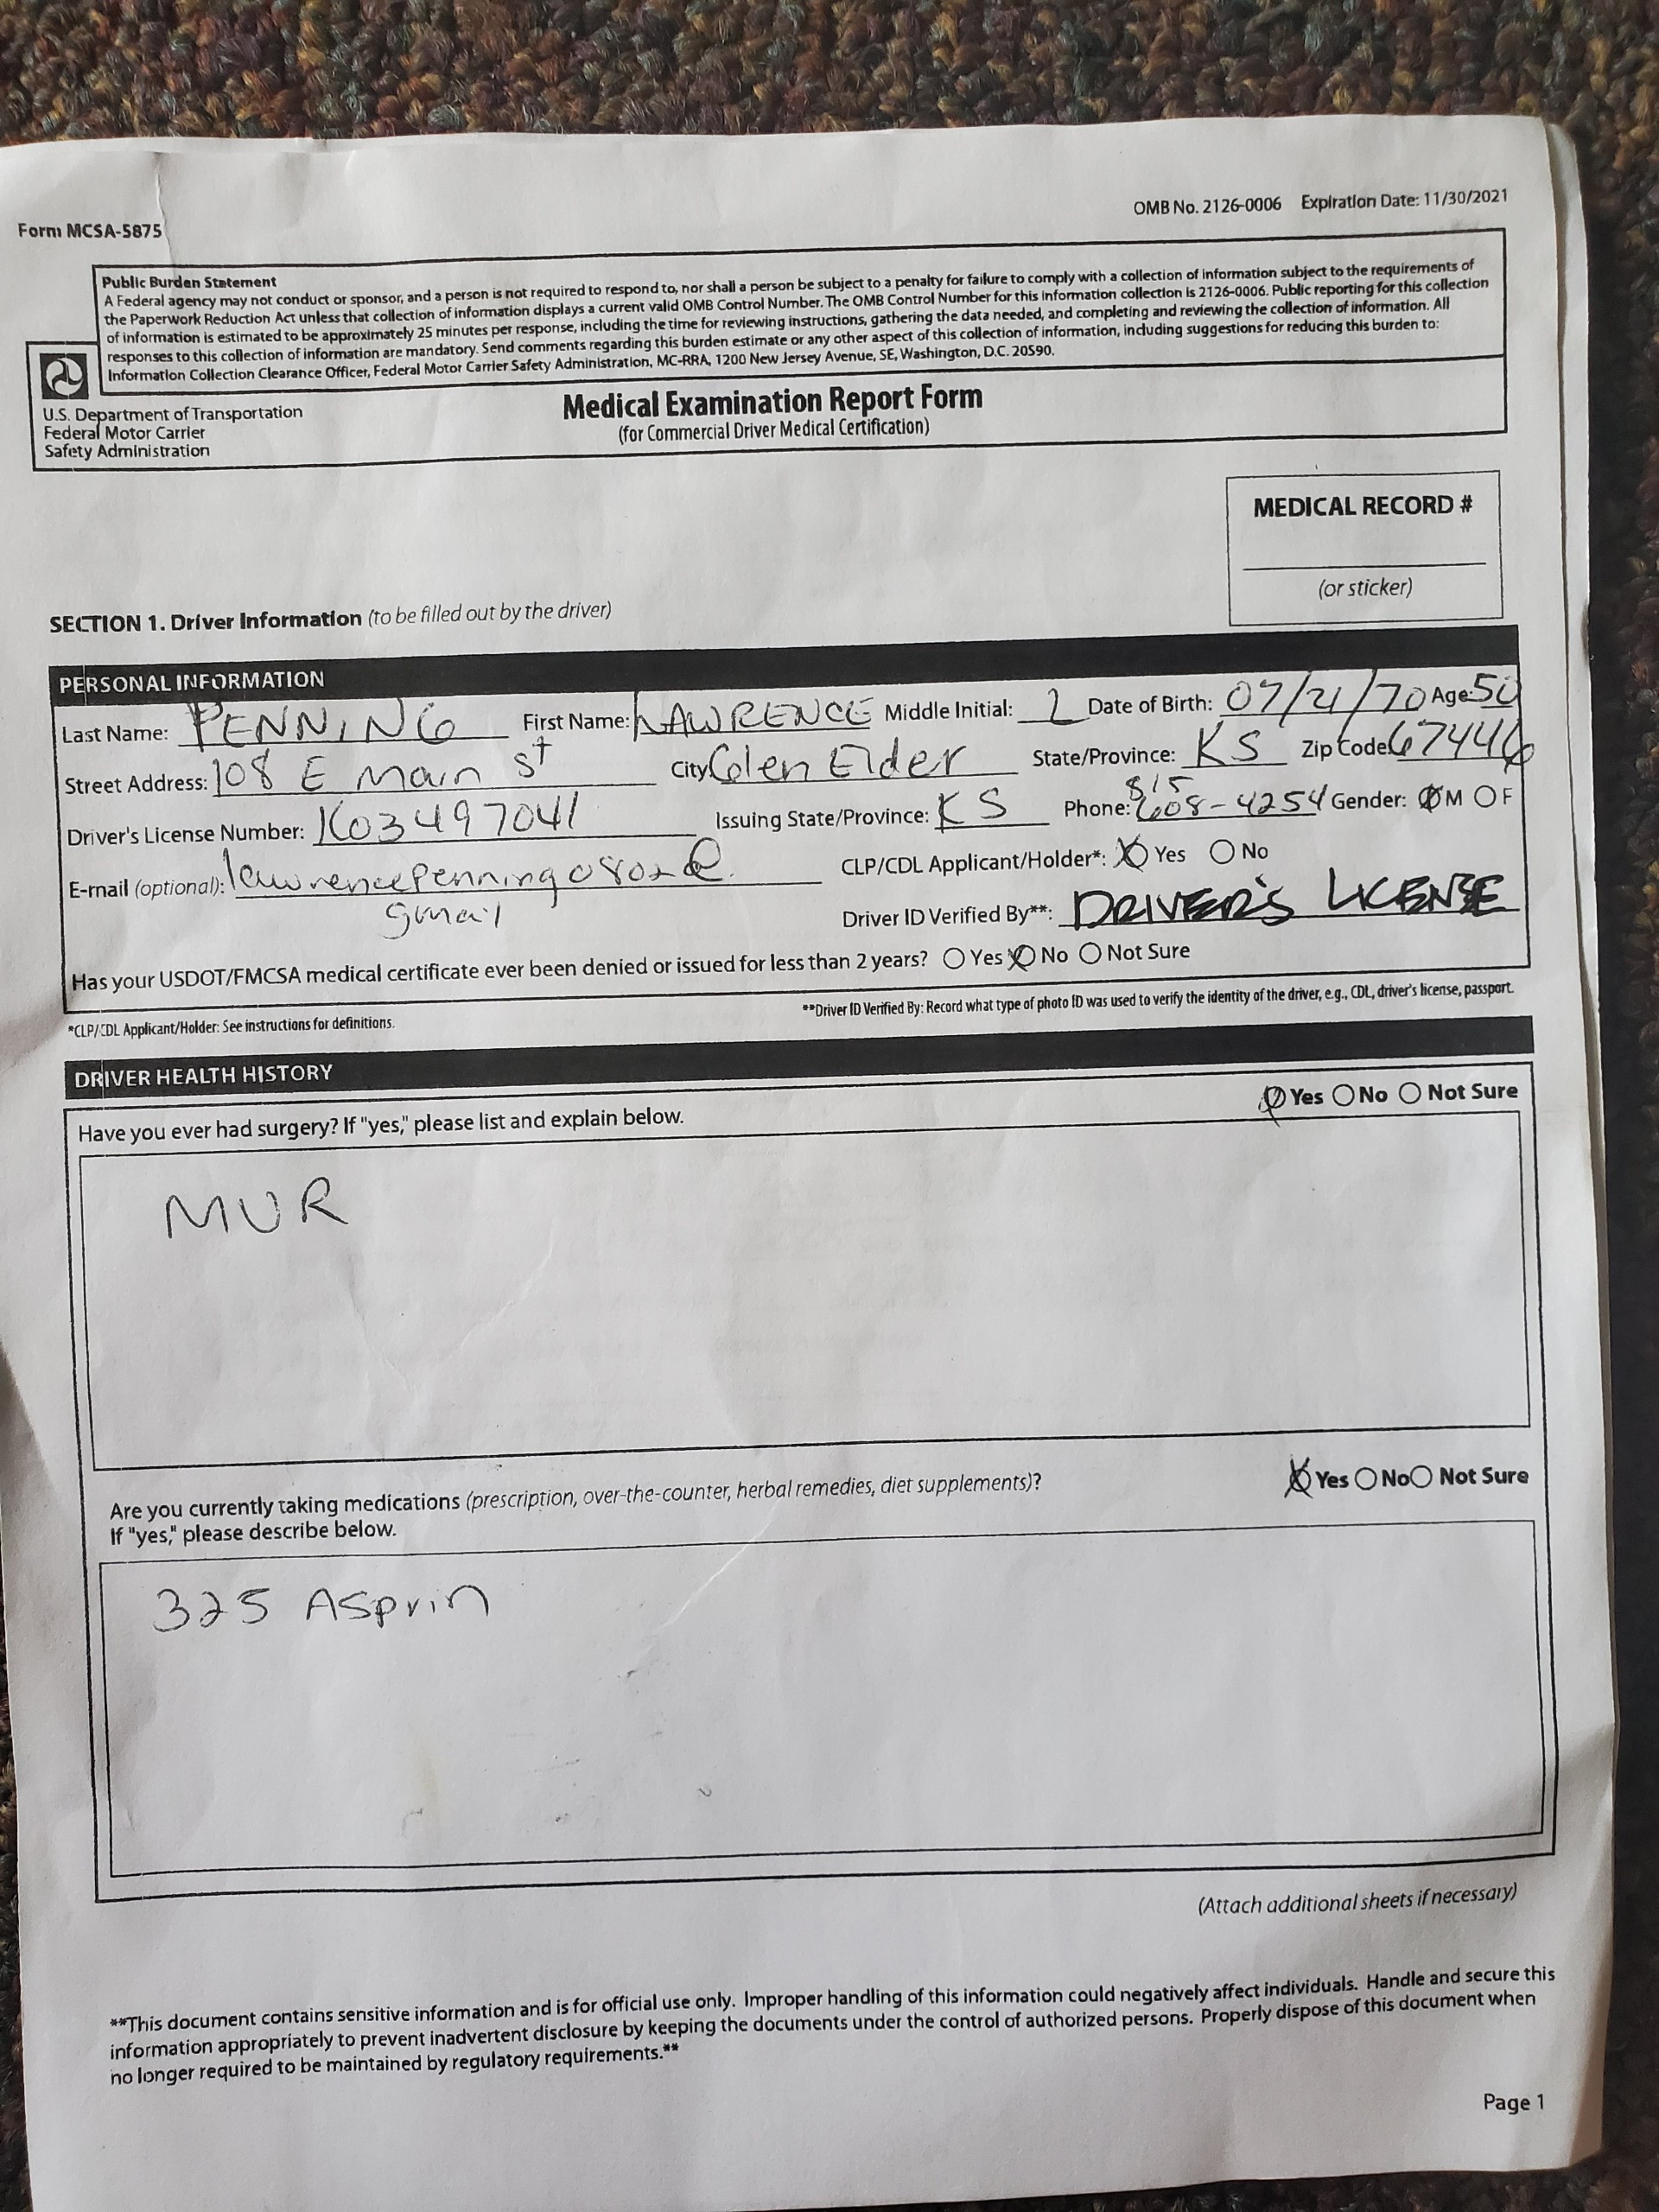 Form MCSA-5875
OMB No. 2126-0006 Expiration Date: 11/30/2021
Public Burden Statement
A Federal agency may not conduct or sponsor, and a person is not required to respond to, nor shall a person be subject to a penalty for failure to comply with a collection of information subject to the requirements of
the Paperwork Reduction Act unless that collection of information displays a current valid OMB Control Number. The OMB Control Number for this information collection is 2126-0006. Public reporting for this collection
of information is estimated to be approximately 25 minutes per response, including the time for reviewing instructions, gathering the data needed, and completing and reviewing the collection of information. All
responses to this collection of information are mandatory. Send comments regarding this burden estimate or any other aspect of this collection of information, including suggestions for reducing this burden to:
Information Collection Clearance Officer, Federal Motor Carrier Safety Administration, MC-RRA, 1200 New Jersey Avenue, SE, Washington, D.C. 20590.
U.S. Department of Transportation
Federal Motor Carrier
Safety Administration
Medical Examination Report Form
(for Commercial Driver Medical Certification)
MEDICAL RECORD #
(or sticker)
SECTION 1. Driver Information (to be filled out by the driver)
PERSONAL INFORMATION
Last Name: PENNING First Name: LAWRENCE Middle Initial: L Date of Birth: 07/21/70 Age: 50
Street Address: 108 E Main st City: Glen Elder State/Province: KS Zip Code: 67446
Driver's License Number: K03497041 Issuing State/Province: KS Phone: 815 608-4254 Gender: M F
E-mail (optional): lawrencepenning0802@. CLP/CDL Applicant/Holder*: Yes No
gmail
Driver ID Verified By**: DRIVER'S LICENSE
Has your USDOT/FMCSA medical certificate ever been denied or issued for less than 2 years? Yes No Not Sure
*CLP/CDL Applicant/Holder: See instructions for definitions. **Driver ID Verified By: Record what type of photo ID was used to verify the identity of the driver, e.g., CDL, driver's license, passport.
DRIVER HEALTH HISTORY
Have you ever had surgery? If "yes," please list and explain below. Yes No Not Sure
MVR
Are you currently taking medications (prescription, over-the-counter, herbal remedies, diet supplements)? Yes No Not Sure
If "yes," please describe below.
325 Asprin
(Attach additional sheets if necessary)
**This document contains sensitive information and is for official use only. Improper handling of this information could negatively affect individuals. Handle and secure this
information appropriately to prevent inadvertent disclosure by keeping the documents under the control of authorized persons. Properly dispose of this document when
no longer required to be maintained by regulatory requirements.**
Page 1